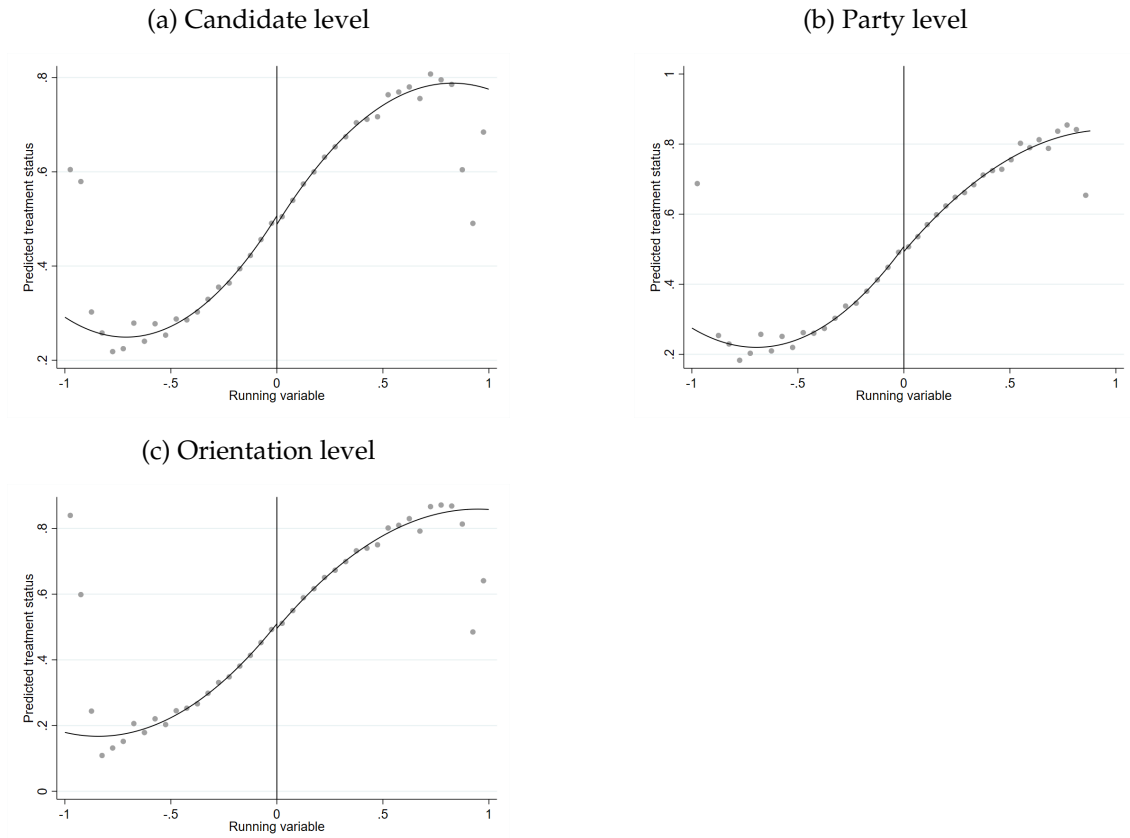 (a) Candidate level
Predicted treatment status
.8
.6
.4
.2
-1 -.5 0 .5 1
Running variable
(b) Party level
Predicted treatment status
1
.8
.6
.4
.2
-1 -.5 0 .5 1
Running variable
(c) Orientation level
Predicted treatment status
.8
.6
.4
.2
0
-1 -.5 0 .5 1
Running variable